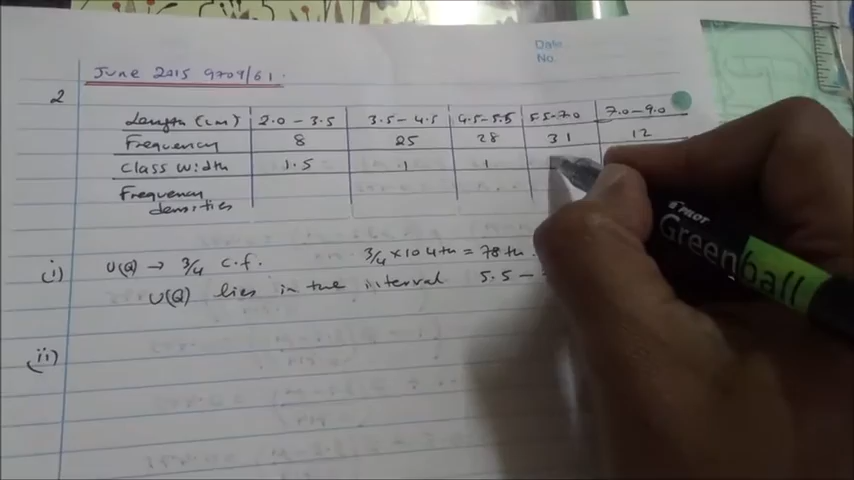 Date
No.
June 2015 9709/61.
2
Length (cm) 2.0 - 3.5 3.5 - 4.5 4.5 - 5.5 5.5 - 7.0 7.0 - 9.0
Frequency 8 25 28 31 12
Class width 1.5 1 1
Frequency densities
(i) U(Q) → 3/4 c.f. 3/4 × 104th = 78th.
U(Q) lies in the interval 5.5 -
(ii)
PILOT
Greenball